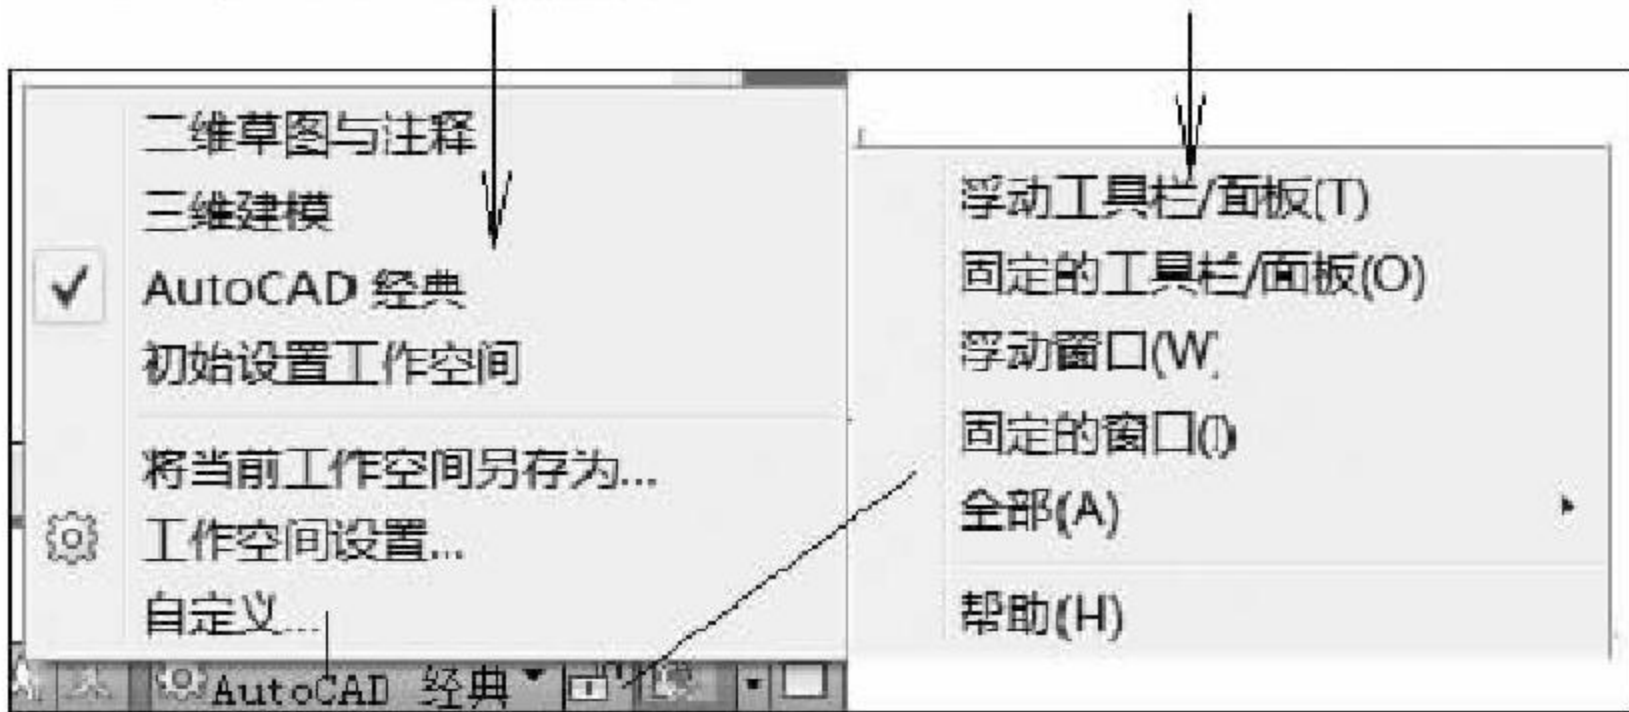 二维草图与注释
三维建模
AutoCAD 经典
初始设置工作空间
将当前工作空间另存为...
工作空间设置...
自定义...
AutoCAD 经典
浮动工具栏/面板(T)
固定的工具栏/面板(O)
浮动窗口(W)
固定的窗口(I)
全部(A)
帮助(H)